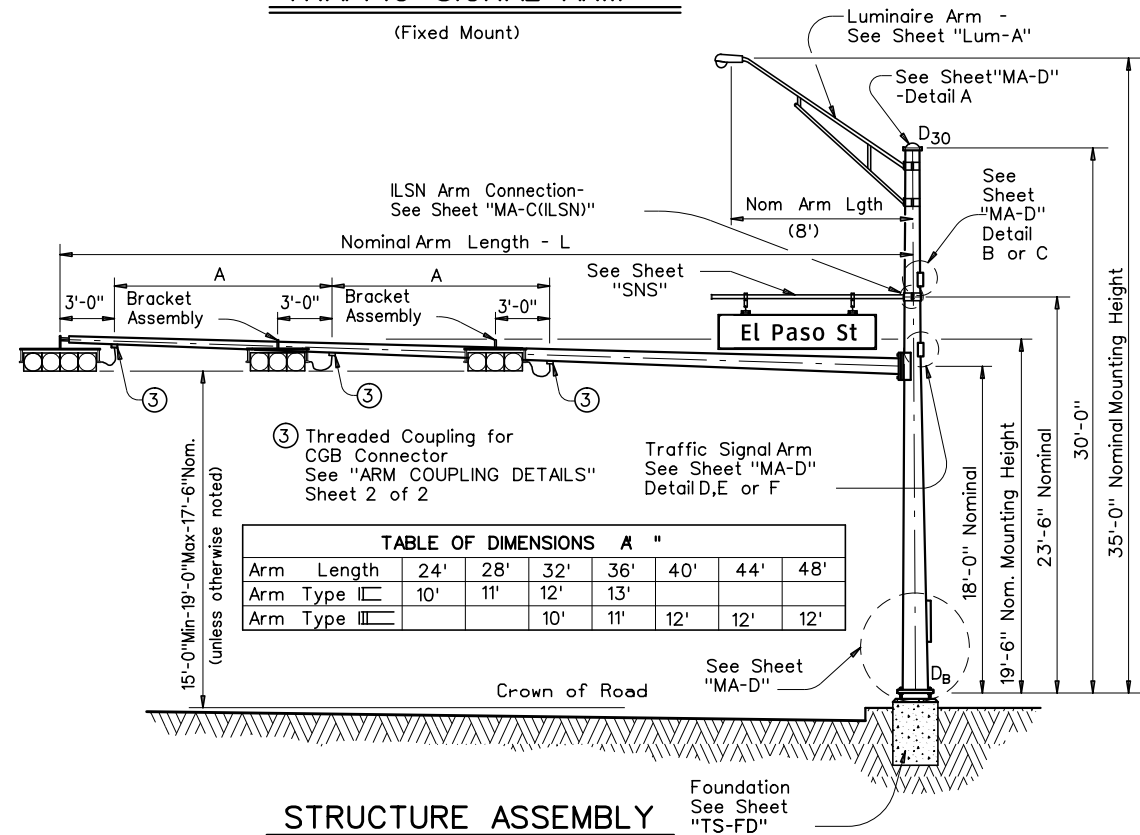 TRAFFIC SIGNAL ARM
(Fixed Mount)
Luminaire Arm -
See Sheet "Lum-A"
See Sheet"MA-D"
-Detail A
D30
See
Sheet
"MA-D"
Detail
B or C
ILSN Arm Connection-
See Sheet "MA-C(ILSN)"
Nom Arm Lgth
(8')
Nominal Arm Length - L
A
A
See Sheet
"SNS"
3'-0"
Bracket
Assembly
3'-0"
Bracket
Assembly
3'-0"
El Paso St
3
3
3
3 Threaded Coupling for
CGB Connector
See "ARM COUPLING DETAILS"
Sheet 2 of 2
Traffic Signal Arm
See Sheet "MA-D"
Detail D,E or F
15'-0"Min-19'-0"Max-17'-6"Nom.
(unless otherwise noted)
18'-0" Nominal
19'-6" Nom. Mounting Height
23'-6" Nominal
30'-0"
35'-0" Nominal Mounting Height
TABLE OF DIMENSIONS "A"
Arm Length 24' 28' 32' 36' 40' 44' 48'
Arm Type II 10' 11' 12' 13'
Arm Type III 10' 11' 12' 12' 12'
See Sheet
"MA-D"
DB
Crown of Road
Foundation
See Sheet
"TS-FD"
STRUCTURE ASSEMBLY